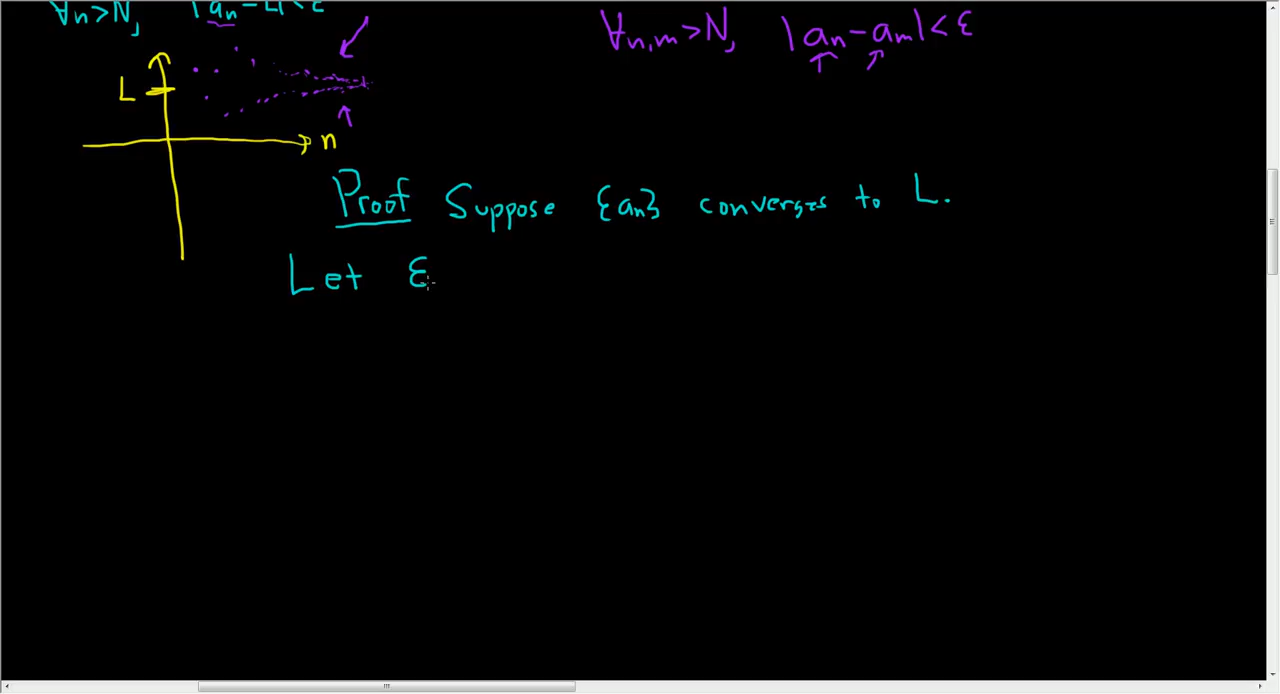 ∀n>N, |an-L|<ε
∀n,m>N, |an-am|<ε
L
n
Proof Suppose {an} converges to L.
Let ε